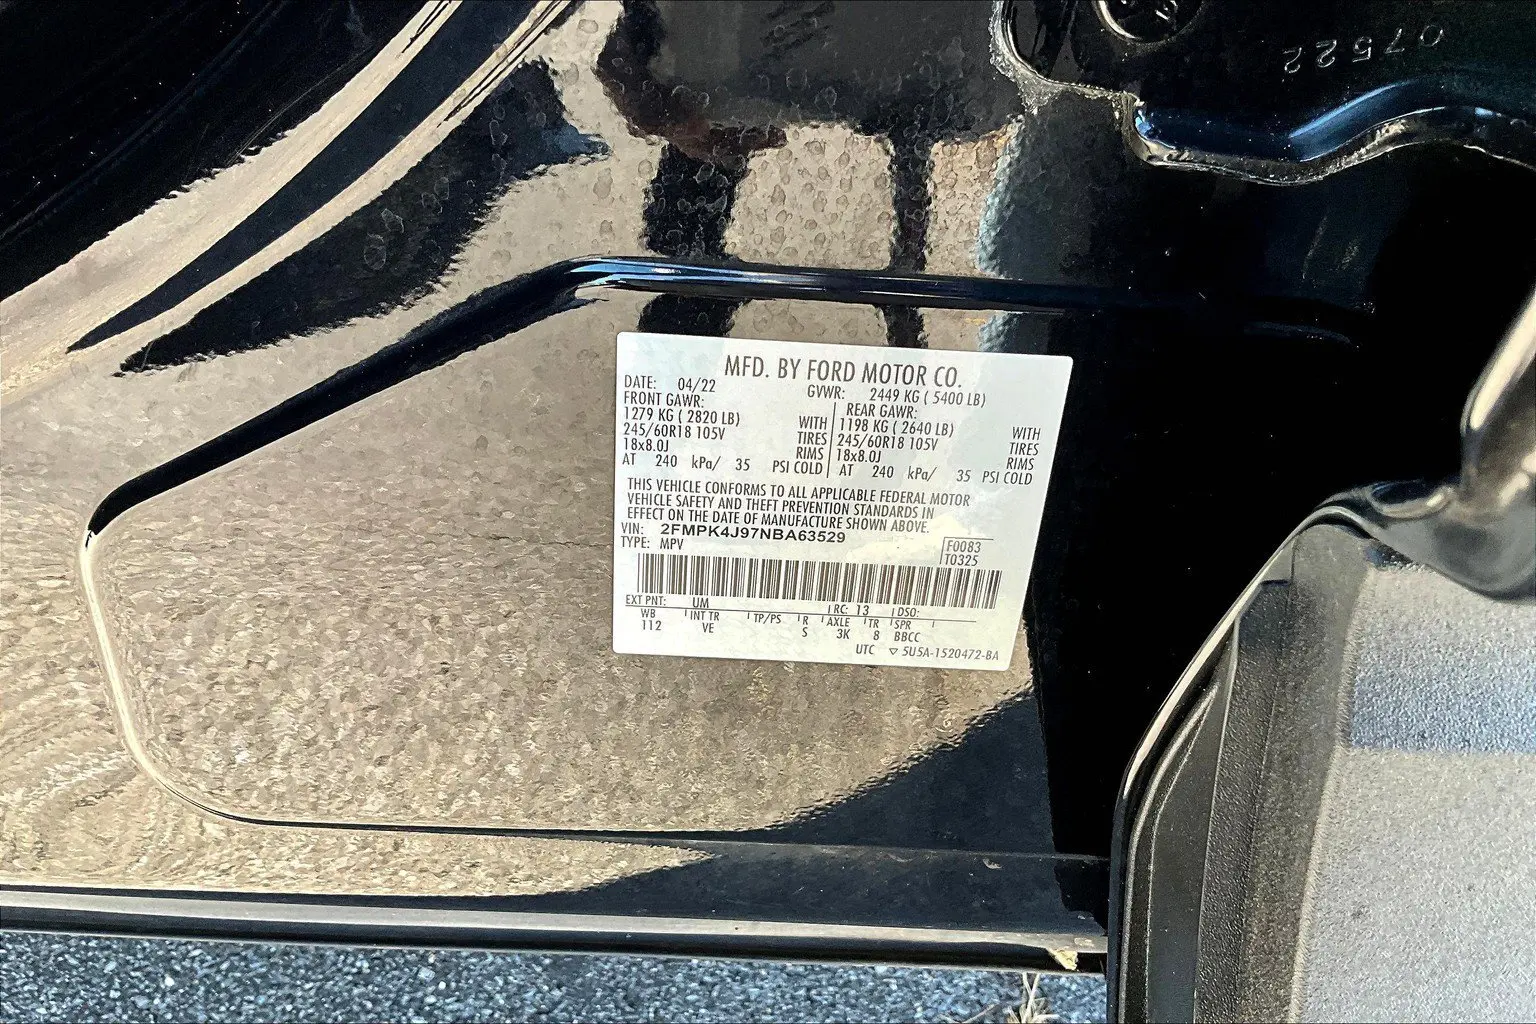 07522
MFD. BY FORD MOTOR CO.
DATE: 04/22 GVWR: 2449 KG ( 5400 LB)
FRONT GAWR: REAR GAWR:
1279 KG ( 2820 LB) WITH 1198 KG ( 2640 LB) WITH
245/60R18 105V TIRES 245/60R18 105V TIRES
18x8.0J RIMS 18x8.0J RIMS
AT 240 kPa/ 35 PSI COLD AT 240 kPa/ 35 PSI COLD
THIS VEHICLE CONFORMS TO ALL APPLICABLE FEDERAL MOTOR
VEHICLE SAFETY AND THEFT PREVENTION STANDARDS IN
EFFECT ON THE DATE OF MANUFACTURE SHOWN ABOVE.
VIN: 2FMPK4J97NBA63529
TYPE: MPV
F0083
T0325
EXT PNT: UM RC: 13 DSO:
WB INT TR TP/PS R AXLE TR SPR
112 VE S 3K 8 BBCC
UTC ▽ 5U5A-1520472-BA